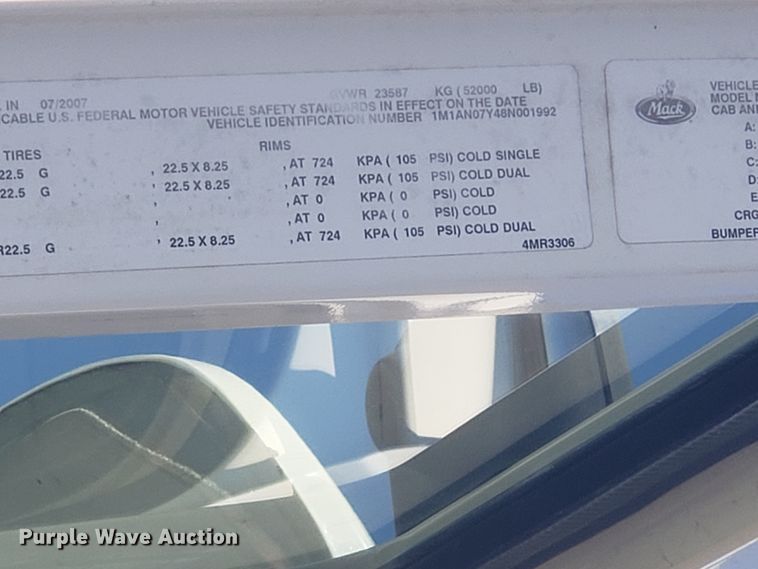 IN 07/2007 GVWR 23587 KG ( 52000 LB)
ICABLE U.S. FEDERAL MOTOR VEHICLE SAFETY STANDARDS IN EFFECT ON THE DATE
VEHICLE IDENTIFICATION NUMBER 1M1AN07Y48N001992
TIRES RIMS
22.5 G , 22.5 X 8.25 , AT 724 KPA ( 105 PSI) COLD SINGLE
22.5 G , 22.5 X 8.25 , AT 724 KPA ( 105 PSI) COLD DUAL
, , AT 0 KPA ( 0 PSI) COLD
, , AT 0 KPA ( 0 PSI) COLD
R22.5 G , 22.5 X 8.25 , AT 724 KPA ( 105 PSI) COLD DUAL
4MR3306
Mack
VEHICLE
MODEL
CAB AN
A:
B:
C:
D:
E
CRG
BUMPER
Purple Wave Auction